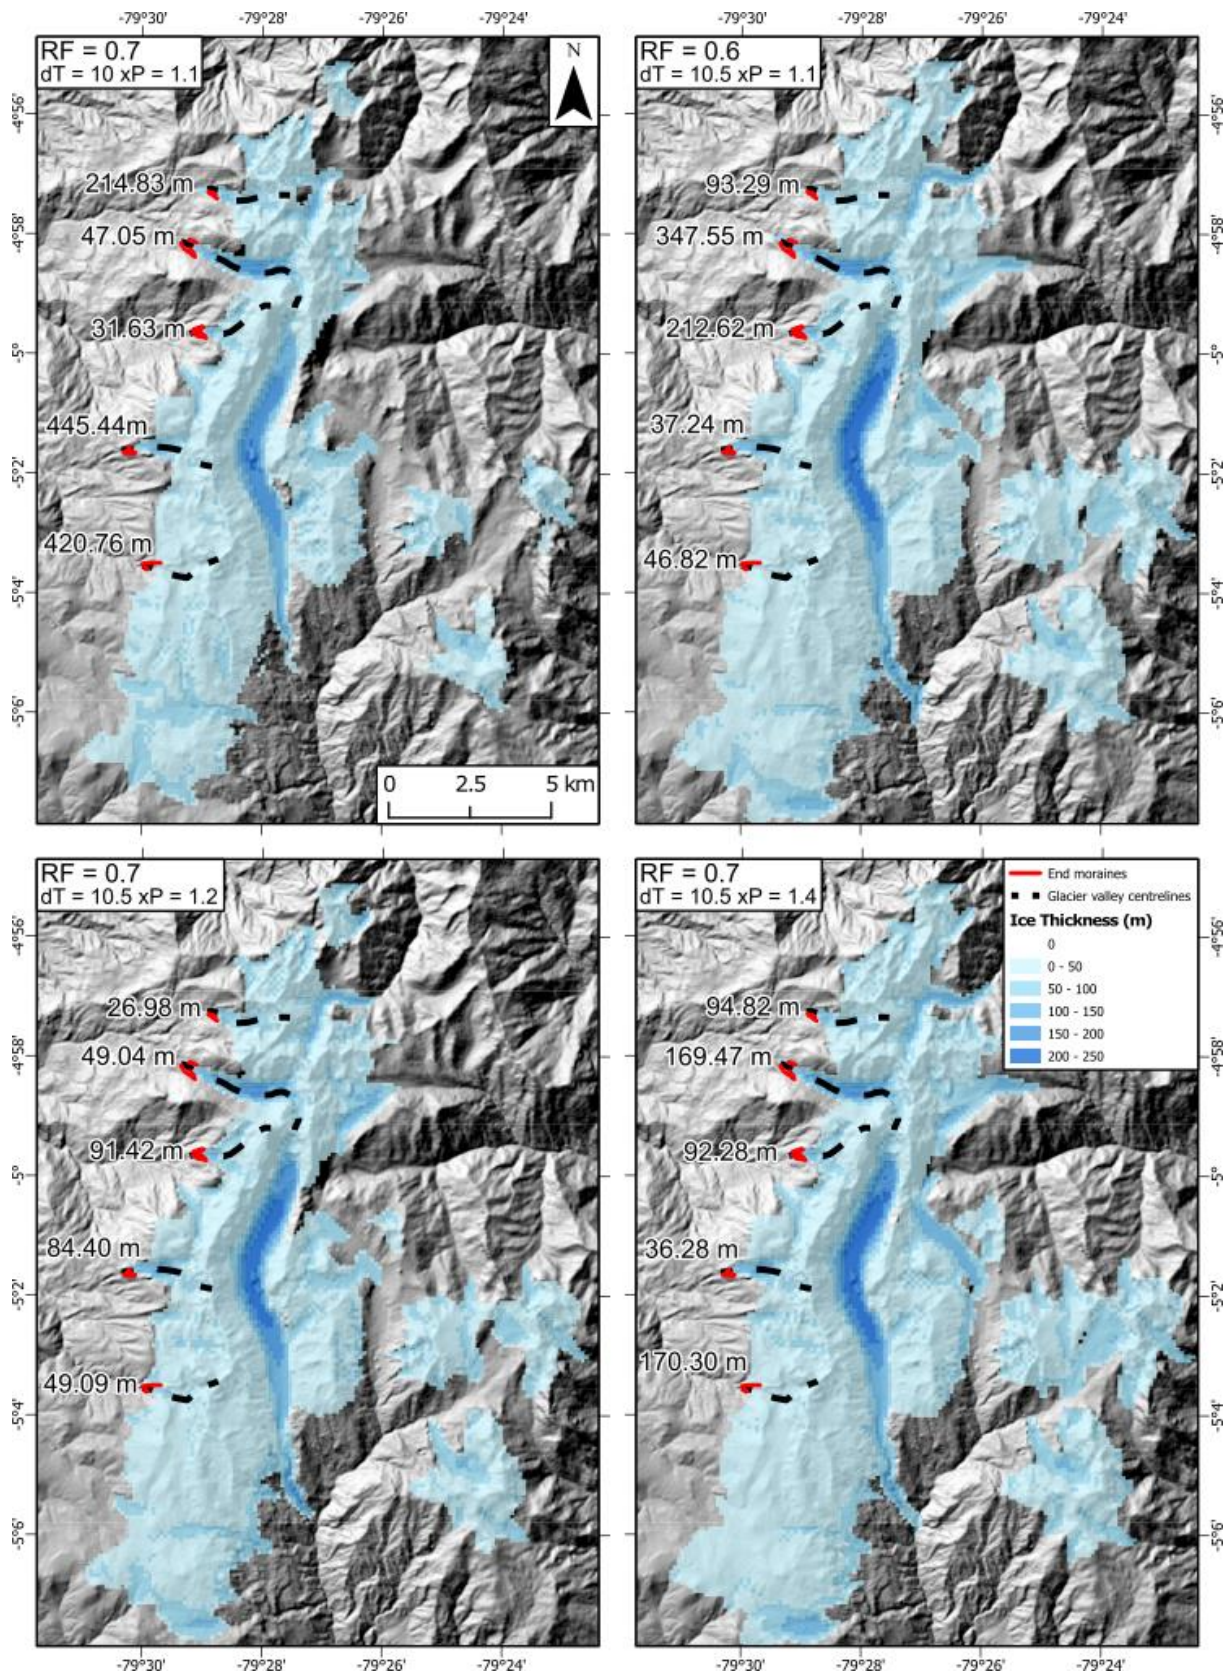 -79°30' -79°28' -79°26' -79°24' -79°30' -79°28' -79°26' -79°24'
RF = 0.7
dT = 10 xP = 1.1
N
RF = 0.6
dT = 10.5 xP = 1.1
-4°56' -4°56'
214.83 m
93.29 m
47.05 m
347.55 m
-4°58' -4°58'
31.63 m
212.62 m
-5° -5°
445.44m
37.24 m
-5°2' -5°2'
420.76 m
46.82 m
-5°4' -5°4'
-5°6' -5°6'
0 2.5 5 km
RF = 0.7
dT = 10.5 xP = 1.2
RF = 0.7
dT = 10.5 xP = 1.4
End moraines
Glacier valley centrelines
Ice Thickness (m)
0
0 - 50
50 - 100
100 - 150
150 - 200
200 - 250
-4°56' -4°56'
26.98 m
94.82 m
49.04 m
169.47 m
-4°58' -4°58'
91.42 m
92.28 m
-5° -5°
84.40 m
36.28 m
-5°2' -5°2'
49.09 m
170.30 m
-5°4' -5°4'
-5°6' -5°6'
-79°30' -79°28' -79°26' -79°24' -79°30' -79°28' -79°26' -79°24'